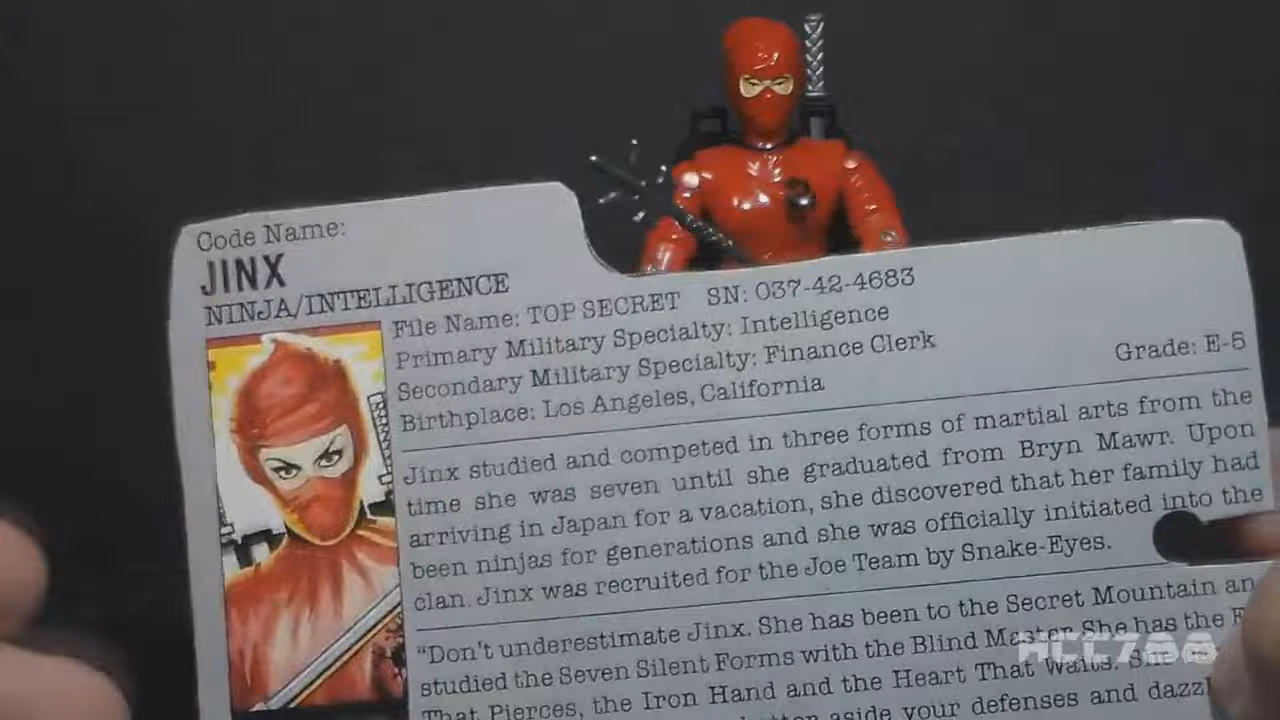 Code Name:
JINX
NINJA/INTELLIGENCE
File Name: TOP SECRET SN: 037-42-4683
Primary Military Specialty: Intelligence
Secondary Military Specialty: Finance Clerk
Birthplace: Los Angeles, California
Grade: E-5
Jinx studied and competed in three forms of martial arts from the
time she was seven until she graduated from Bryn Mawr. Upon
arriving in Japan for a vacation, she discovered that her family had
been ninjas for generations and she was officially initiated into the
clan. Jinx was recruited for the Joe Team by Snake-Eyes.
"Don't underestimate Jinx. She has been to the Secret Mountain an
studied the Seven Silent Forms with the Blind Master. She has the
That Pierces, the Iron Hand and the Heart That Waits. She
aside your defenses and dazzl
HCC788